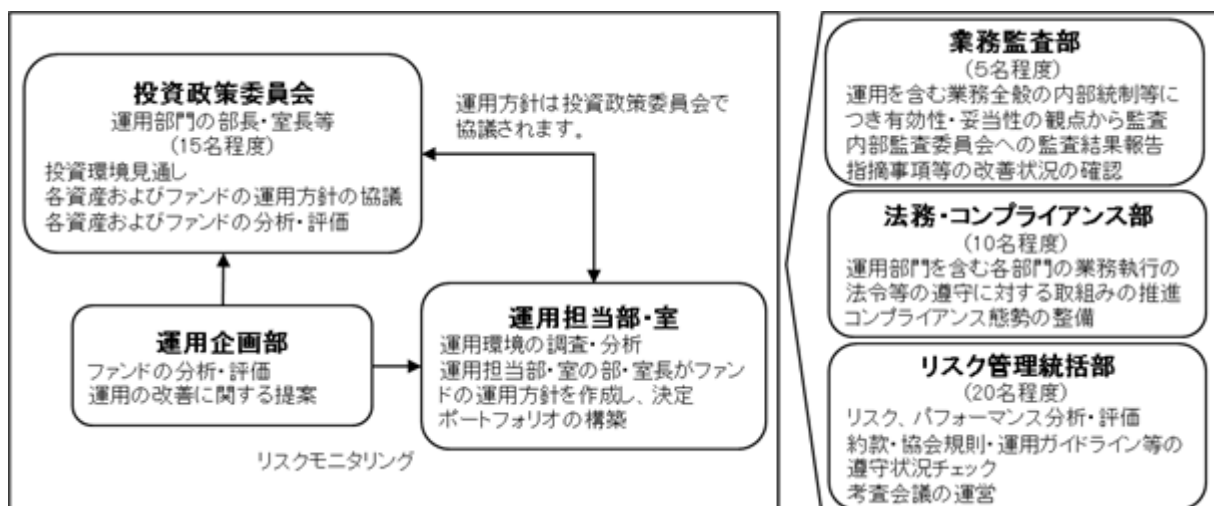 投資政策委員会
運用部門の部長・室長等
(15名程度)
投資環境見通し
各資産およびファンドの運用方針の協議
各資産およびファンドの分析・評価
運用方針は投資政策委員会で
協議されます。
運用企画部
ファンドの分析・評価
運用の改善に関する提案
運用担当部・室
運用環境の調査・分析
運用担当部・室の部・室長がファン
ドの運用方針を作成し、決定
ポートフォリオの構築
リスクモニタリング
業務監査部
(5名程度)
運用を含む業務全般の内部統制等に
つき有効性・妥当性の観点から監査
内部監査委員会への監査結果報告
指摘事項等の改善状況の確認
法務・コンプライアンス部
(10名程度)
運用部門を含む各部門の業務執行の
法令等の遵守に対する取組みの推進
コンプライアンス態勢の整備
リスク管理統括部
(20名程度)
リスク、パフォーマンス分析・評価
約款・協会規則・運用ガイドライン等の
遵守状況チェック
考査会議の運営